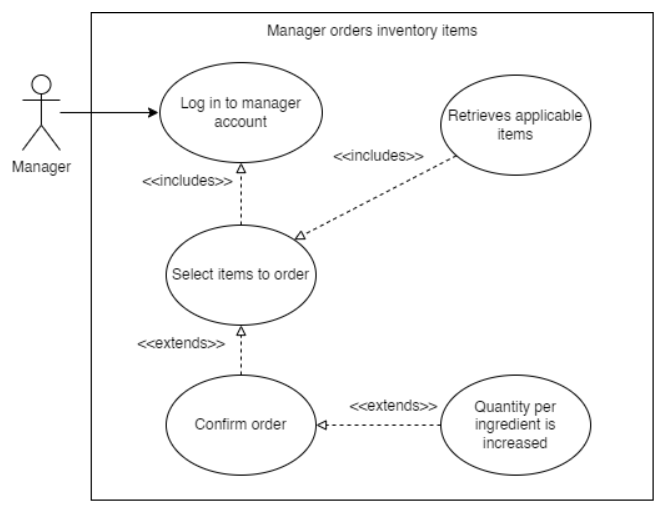 Manager orders inventory items
Log in to manager
account
Retrieves applicable
items
Manager
<<includes>>
<<includes>>
Select items to order
<<extends>>
Confirm order
<<extends>>
Quantity per
ingredient is
increased